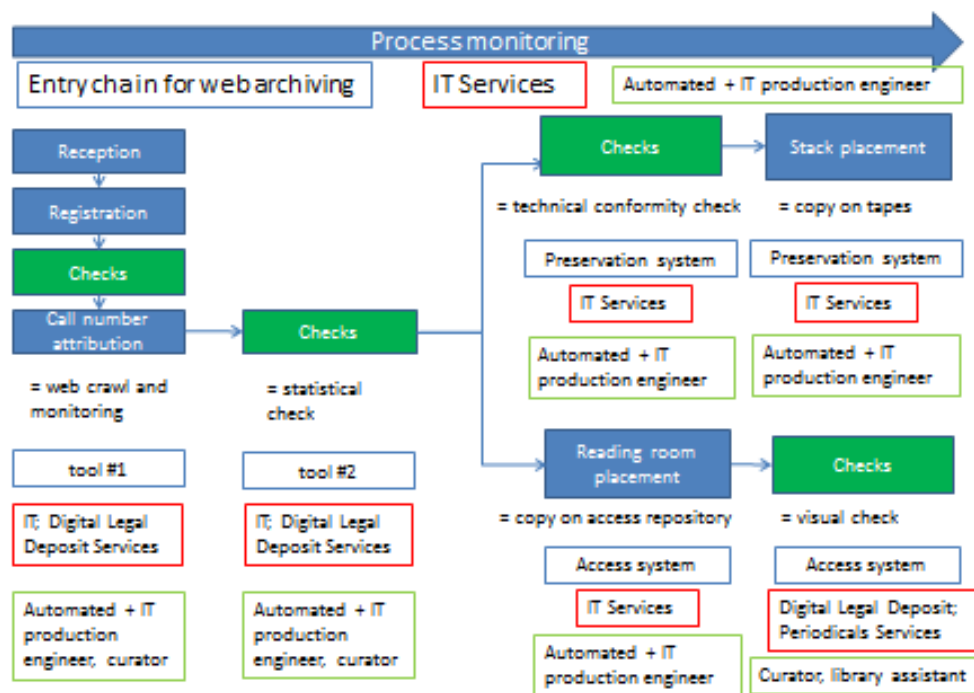 Process monitoring
Entry chain for web archiving
IT Services
Automated + IT production engineer
Reception
Registration
Checks
Call number
attribution
= web crawl and
monitoring
tool #1
IT; Digital Legal
Deposit Services
Automated + IT
production
engineer, curator
Checks
= statistical
check
tool #2
IT; Digital Legal
Deposit Services
Automated + IT
production
engineer, curator
Checks
= technical conformity check
Preservation system
IT Services
Automated + IT
production engineer
Stack placement
= copy on tapes
Preservation system
IT Services
Automated + IT
production engineer
Reading room
placement
= copy on access repository
Access system
IT Services
Automated + IT
production engineer
Checks
= visual check
Access system
Digital Legal Deposit;
Periodicals Services
Curator, library assistant